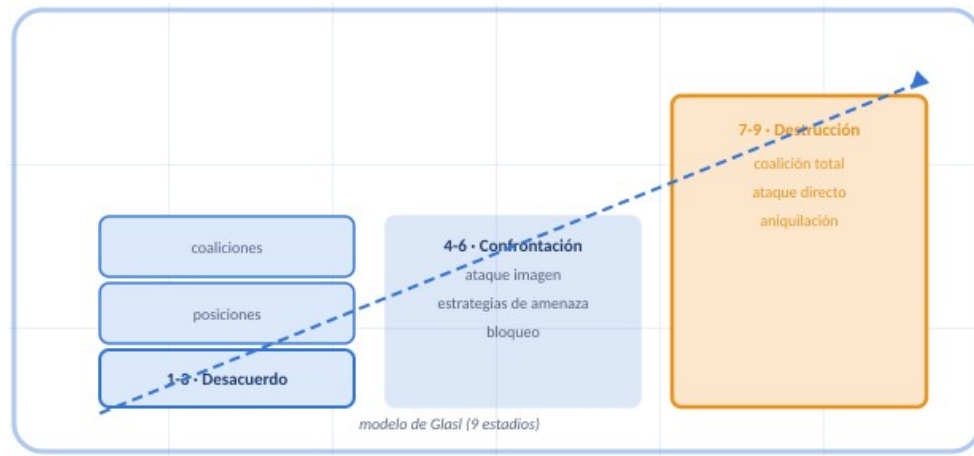 coaliciones
posiciones
1-3 · Desacuerdo
4-6 · Confrontación
ataque imagen
estrategias de amenaza
bloqueo
7-9 · Destrucción
coalición total
ataque directo
aniquilación
modelo de Glasl (9 estadios)